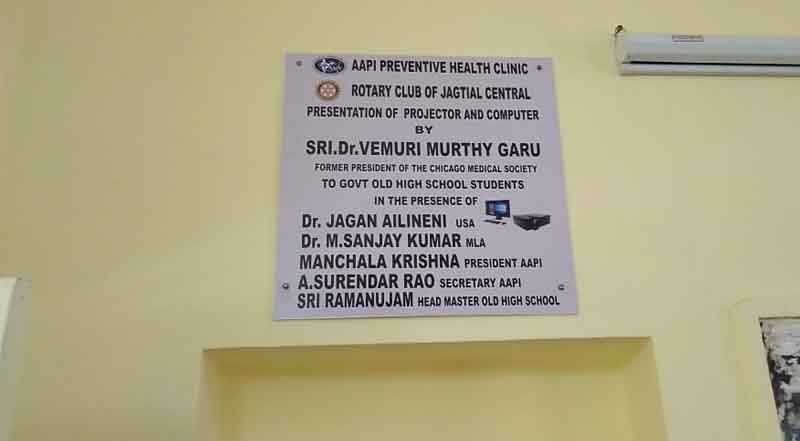 AAPI PREVENTIVE HEALTH CLINIC
ROTARY CLUB OF JAGTIAL CENTRAL
PRESENTATION OF PROJECTOR AND COMPUTER
BY
SRI.Dr.VEMURI MURTHY GARU
FORMER PRESIDENT OF THE CHICAGO MEDICAL SOCIETY
TO GOVT OLD HIGH SCHOOL STUDENTS
IN THE PRESENCE OF
Dr. JAGAN AILINENI USA
Dr. M.SANJAY KUMAR MLA
MANCHALA KRISHNA PRESIDENT AAPI
A.SURENDAR RAO SECRETARY AAPI
SRI RAMANUJAM HEAD MASTER OLD HIGH SCHOOL